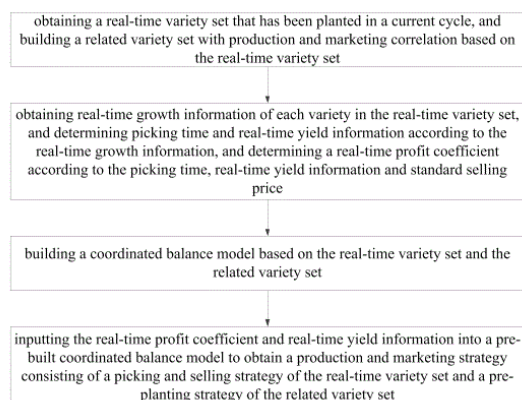 obtaining a real-time variety set that has been planted in a current cycle, and
building a related variety set with production and marketing correlation based on
the real-time variety set
obtaining real-time growth information of each variety in the real-time variety set,
and determining picking time and real-time yield information according to the
real-time growth information, and determining a real-time profit coefficient
according to the picking time, real-time yield information and standard selling
price
building a coordinated balance model based on the real-time variety set and the
related variety set
inputting the real-time profit coefficient and real-time yield information into a pre-
built coordinated balance model to obtain a production and marketing strategy
consisting of a picking and selling strategy of the real-time variety set and a pre-
planting strategy of the related variety set